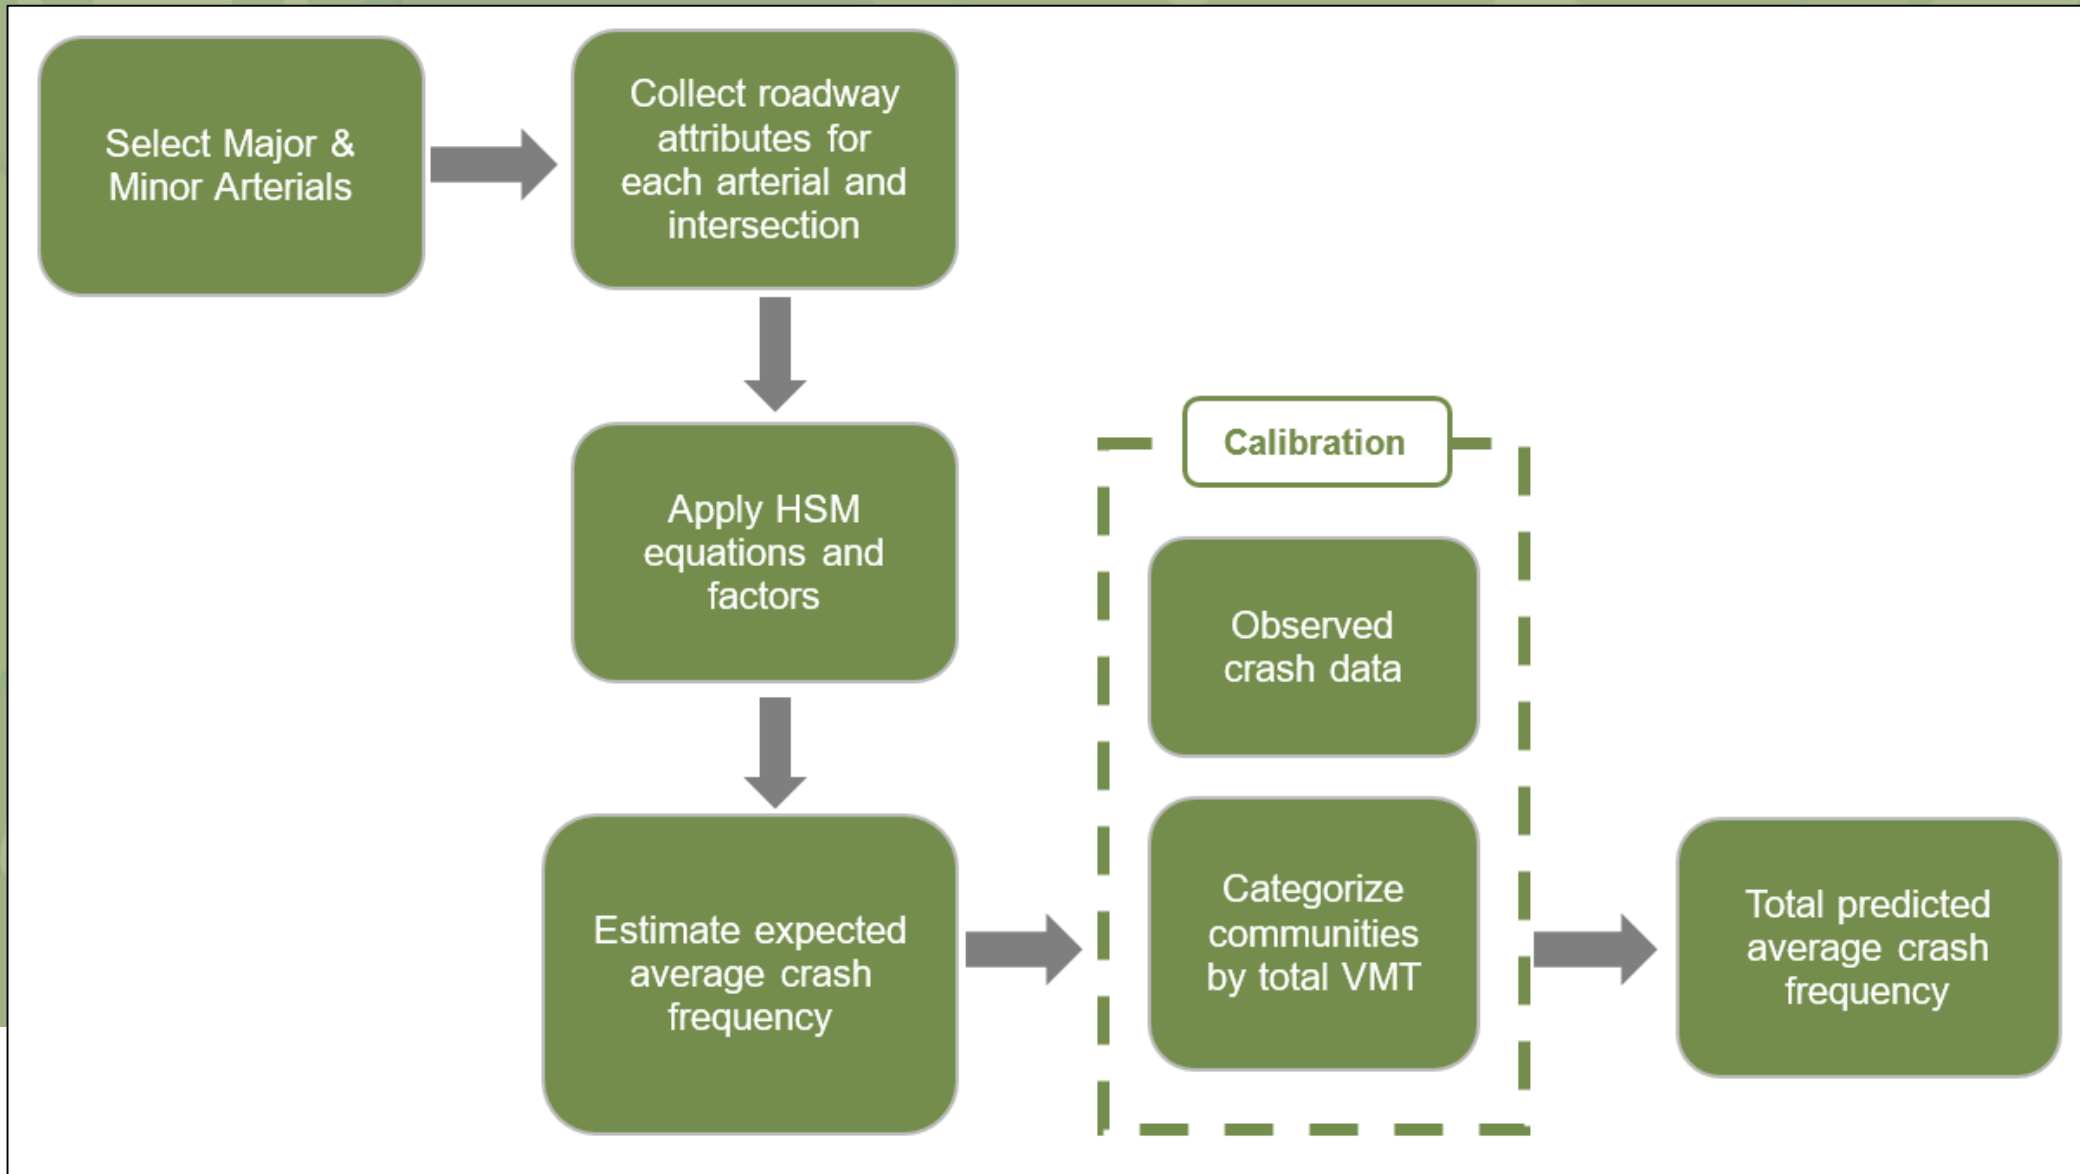 Select Major &
Minor Arterials
Collect roadway
attributes for
each arterial and
intersection
Apply HSM
equations and
factors
Estimate expected
average crash
frequency
Calibration
Observed
crash data
Categorize
communities
by total VMT
Total predicted
average crash
frequency